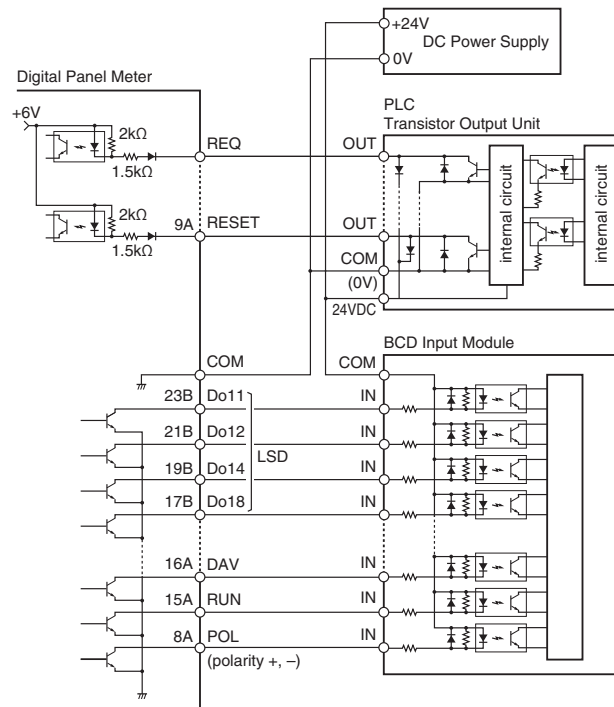 +24V
DC Power Supply
0V
Digital Panel Meter
PLC
Transistor Output Unit
+6V
2kΩ
1.5kΩ
REQ
OUT
internal circuit
internal circuit
2kΩ
1.5kΩ
9A RESET
OUT
COM
(0V)
24VDC
BCD Input Module
COM
COM
23B Do11
IN
21B Do12
IN
LSD
19B Do14
IN
17B Do18
IN
16A DAV
IN
15A RUN
IN
8A POL
IN
(polarity +, –)